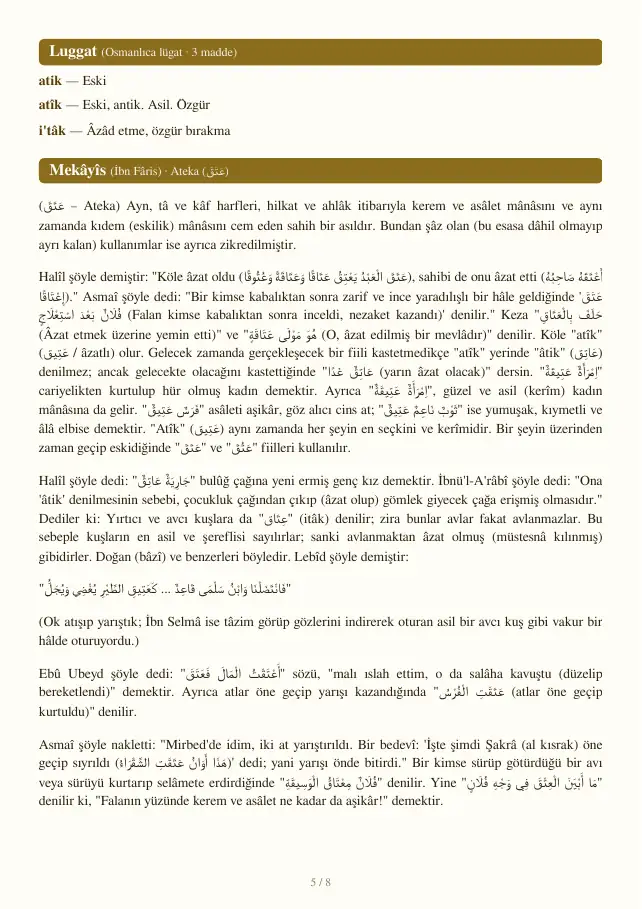 Luggat (Osmanlıca lügat · 3 madde)
atik — Eski
atîk — Eski, antik. Asil. Özgür
i'tâk — Âzâd etme, özgür bırakma
Mekâyîs (İbn Fâris) · Ateka (عَتَقَ)
(عَتَقَ – Ateka) Ayn, tâ ve kâf harfleri, hilkat ve ahlâk itibarıyla kerem ve asâlet mânâsını ve aynı
zamanda kıdem (eskilik) mânâsını cem eden sahih bir asıldır. Bundan şâz olan (bu esasa dâhil olmayıp
ayrı kalan) kullanımlar ise ayrıca zikredilmiştir.
Halîl şöyle demiştir: "Köle âzat oldu (عَتَقَ الْعَبْدُ يَعْتِقُ عَتَاقًا وَعَتَاقَةً وَعُتُوقًا), sahibi de onu âzat etti (أَعْتَقَهُ صَاحِبُهُ
إِعْتَاقًا)." Asmaî şöyle dedi: "Bir kimse kabalıktan sonra zarif ve ince yaradılışlı bir hâle geldiğinde 'عَتَقَ
فُلَانٌ بَعْدَ اسْتِعْلَاجٍ (Falan kimse kabalıktan sonra inceldi, nezaket kazandı)' denilir." Keza "حَلَفَ بِالْعَتَاقِ
(Âzat etmek üzerine yemin etti)" ve "هُوَ مَوْلَى عَتَاقَةٍ (O, âzat edilmiş bir mevlâdır)" denilir. Köle "atîk"
(عَتِيق / âzatlı) olur. Gelecek zamanda gerçekleşecek bir fiili kastetmedikçe "atîk" yerinde "âtik" (عَاتِق)
denilmez; ancak gelecekte olacağını kastettiğinde "عَاتِقٌ غَدًا (yarın âzat olacak)" dersin. "اِمْرَأَةٌ عَتِيقَةٌ"
cariyelikten kurtulup hür olmuş kadın demektir. Ayrıca "اِمْرَأَةٌ عَتِيقَةٌ", güzel ve asil (kerîm) kadın
mânâsına da gelir. "فَرَسٌ عَتِيقٌ" asâleti aşikâr, göz alıcı cins at; "ثَوْبٌ نَاعِمٌ عَتِيقٌ" ise yumuşak, kıymetli ve
âlâ elbise demektir. "Atîk" (عَتِيق) aynı zamanda her şeyin en seçkini ve kerîmidir. Bir şeyin üzerinden
zaman geçip eskidiğinde "عَتَقَ" ve "عَتُقَ" fiilleri kullanılır.
Halîl şöyle dedi: "جَارِيَةٌ عَاتِقٌ" bulûğ çağına yeni ermiş genç kız demektir. İbnü'l-A'râbî şöyle dedi: "Ona
'âtik' denilmesinin sebebi, çocukluk çağından çıkıp (âzat olup) gömlek giyecek çağa erişmiş olmasıdır."
Dediler ki: Yırtıcı ve avcı kuşlara da "عِتَاق" (itâk) denilir; zira bunlar avlar fakat avlanmazlar. Bu
sebeple kuşların en asil ve şereflisi sayılırlar; sanki avlanmaktan âzat olmuş (müstesnâ kılınmış)
gibidirler. Doğan (bâzî) ve benzerleri böyledir. Lebîd şöyle demiştir:
"فَانْتَضَلْنَا وَابْنُ سَلْمَى قَاعِدٌ ... كَعَتِيقِ الطَّيْرِ يُغْضِي وَيُجَلُّ"
(Ok atışıp yarıştık; İbn Selmâ ise tâzim görüp gözlerini indirerek oturan asil bir avcı kuş gibi vakur bir
hâlde oturuyordu.)
Ebû Ubeyd şöyle dedi: "أَعْتَقْتُ الْمَالَ فَعَتَقَ" sözü, "malı ıslah ettim, o da salâha kavuştu (düzelip
bereketlendi)" demektir. Ayrıca atlar öne geçip yarışı kazandığında "عَتَقَتِ الْفَرَسُ (atlar öne geçip
kurtuldu)" denilir.
Asmaî şöyle nakletti: "Mirbed'de idim, iki at yarıştırıldı. Bir bedevî: 'İşte şimdi Şakrâ (al kısrak) öne
geçip sıyrıldı (هَذَا أَوَانُ عَتَقَتِ الشَّقْرَاءُ)' dedi; yani yarışı önde bitirdi." Bir kimse sürüp götürdüğü bir avı
veya sürüyü kurtarıp selâmete erdirdiğinde "فُلَانٌ مِعْتَاقُ الْوَسِيقَةِ" denilir. Yine "مَا أَبْيَنَ الْعِتْقَ فِي وَجْهِ فُلَانٍ"
denilir ki, "Falanın yüzünde kerem ve asâlet ne kadar da aşikâr!" demektir.
5 / 8